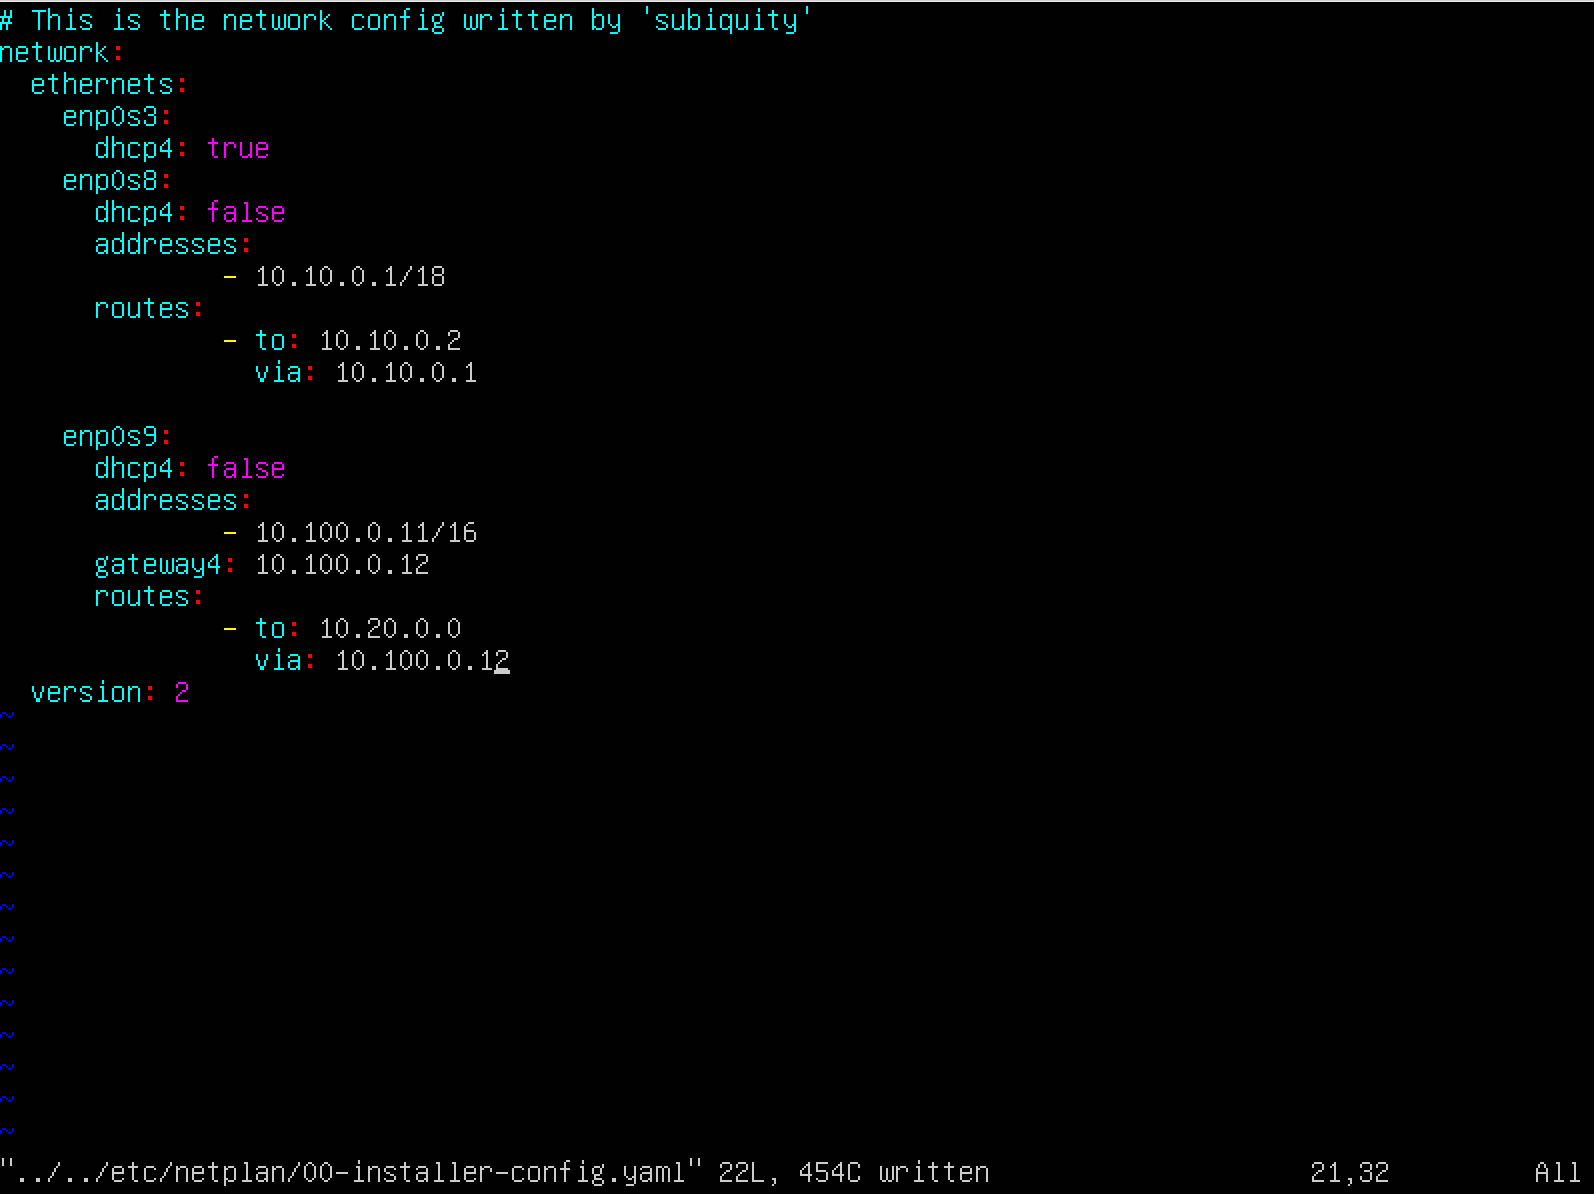 # This is the network config written by 'subiquity'
network:
  ethernets:
    enp0s3:
      dhcp4: true
    enp0s8:
      dhcp4: false
      addresses:
              - 10.10.0.1/18
      routes:
              - to: 10.10.0.2
                via: 10.10.0.1

    enp0s9:
      dhcp4: false
      addresses:
              - 10.100.0.11/16
      gateway4: 10.100.0.12
      routes:
              - to: 10.20.0.0
                via: 10.100.0.12
  version: 2
~
~
~
~
~
~
~
~
~
~
~
~
~
~
"../../etc/netplan/00-installer-config.yaml" 22L, 454C written 21,32 All